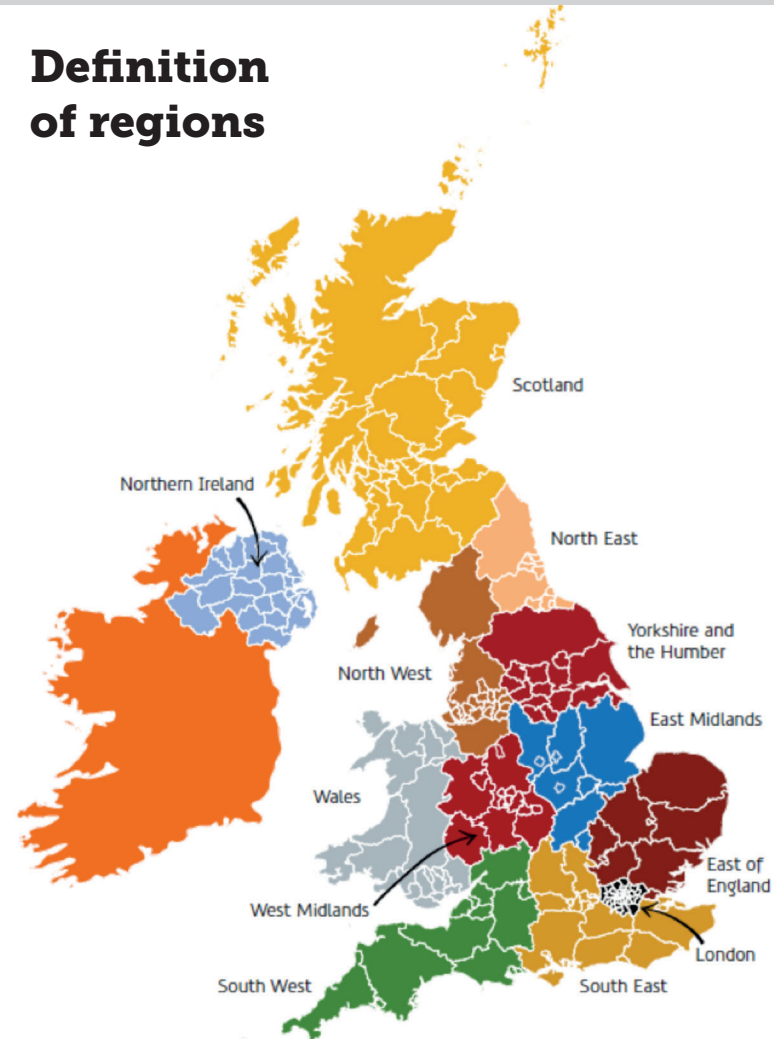 Definition
of regions
Scotland
Northern Ireland
North East
Yorkshire and
the Humber
North West
East Midlands
Wales
East of
England
West Midlands
London
South West
South East